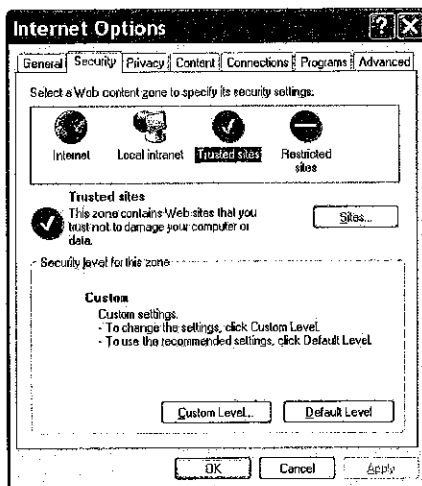 Internet Options
General Security Privacy Content Connections Programs Advanced
Select a Web content zone to specify its security settings.
Internet Local intranet Trusted sites Restricted sites
Trusted sites
This zone contains Web sites that you
trust not to damage your computer or
data.
Sites...
Security level for this zone
Custom
Custom settings.
- To change the settings, click Custom Level.
- To use the recommended settings, click Default Level.
Custom Level... Default Level
OK Cancel Apply